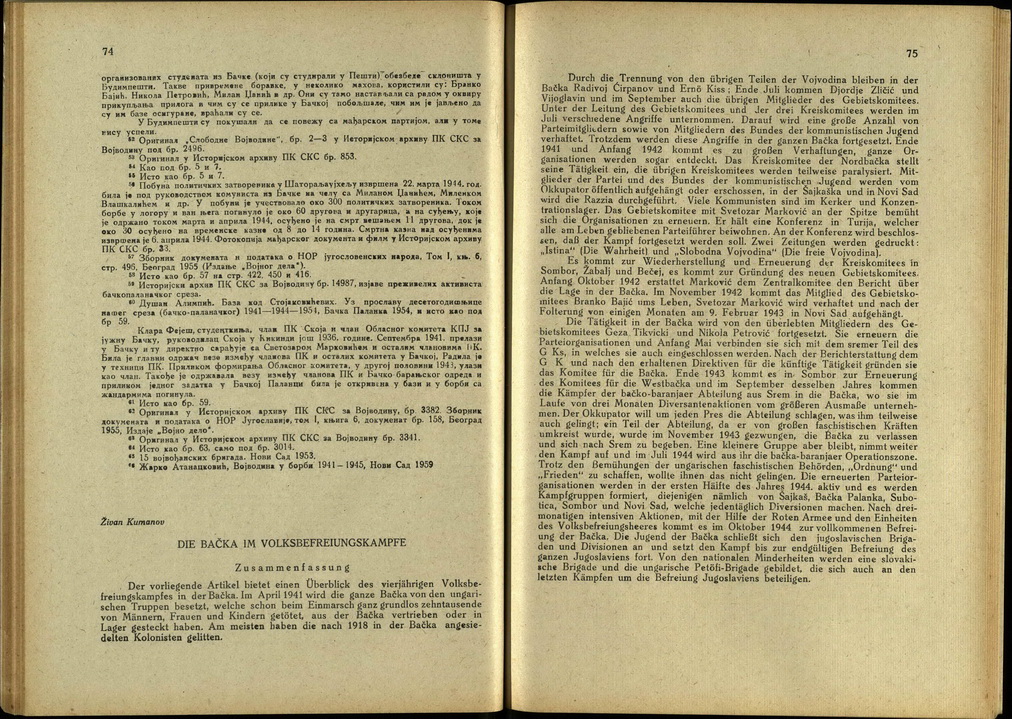 74
организованих студената из Бачке (који су студирали у Пешти) обезбеде склоништа у
Будимпешти. Такве привремене боравке, у неколико махова, користили су: Бранко
Бајић, Никола Петровић, Милан Џанић и др. Они су тамо настављали са радом у оквиру
прикупљања прилога а чим су се прилике у Бачкој побољшале, чим им је јављено да
су им базе осигуране, враћали су се.
У Будимпешти су покушали да се повежу са мађарском партијом, али у томе
нису успели.
⁵² Оригинал „Слободне Војводине", бр. 2—3 у Историјском архиву ПК СКС за
Војводину под бр. 2496.
⁵³ Оригинал у Историјском архиву ПК СКС бр. 853.
⁵⁴ Као под бр. 5 и 7.
⁵⁵ Исто као бр. 5 и 7.
⁵⁶ Побуна политичких затвореника у Шатораљаујхељу извршена 22. марта 1944. год.
била је под руководством комуниста из Бачке на челу са Миланом Џанићем, Миленком
Влашкалићем и др. У побуни је учествовало око 300 политичких затвореника. Током
борбе у логору и ван њега погинуло је око 60 другова и другарица, а на суђењу, које
је одржано током марта и априла 1944, осуђено је на смрт вешањем 11 другова, док је
око 30 осуђено на временске казне од 8 до 14 година. Смртна казна над осуђенима
извршена је 6. априла 1944. Фотокопија мађарског документа и филм у Историјском архиву
ПК СКС бр. 33.
⁵⁷ Зборник докумената и података о НОР југословенских народа, Том I, књ. 6,
стр. 496, Београд 1955 (Издање „Војног дела").
⁵⁸ Исто као бр. 57 на стр. 422, 450 и 416.
⁵⁹ Историјски архив ПК СКС за Војводину бр. 14987, изјаве преживелих активиста
бачкопаланачког среза.
⁶⁰ Душан Алимпић. База код Стојаковићевих. Уз прославу десетогодишњице
нашег среза (бачко-паланачког) 1941—1944—1954, Бачка Паланка 1954, и исто као под
бр 59.
Клара Фејеш, студенткиња, члан ПК Скоја и члан Обласног комитета КПЈ за
јужну Бачку, руководилац Скоја у Кикинди још 1936. године. Септембра 1941. прелази
у Бачку и ту директно сарађује са Светозаром Марковићем и осталим члановима ПК.
Била је главни одржач везе између чланова ПК и осталих комитета у Бачкој, Радила је
у техници ПК. Приликом формирања Обласног комитета, у другој половини 1943, улази
као члан. Такође је одржавала везу између чланова ПК и Бачко-барањског одреда и
приликом једног задатка у Бачкој Паланци била је откривена у бази и у борби са
жандармима погинула.
⁶¹ Исто као бр. 59.
⁶² Оригинал у Историјском архиву ПК СКС за Војводину, бр. 3382. Зборник
докумената и података о НОР Југославије, том I, књига 6, документ бр. 158, Београд
1955, Издаје „Војно дело".
⁶³ Оригинал у Историјском архиву ПК СКС за Војводину бр. 3341.
⁶⁴ Исто као бр. 63, само под бр. 3014.
⁶⁵ 15 војвођанских бригада. Нови Сад 1953.
⁶⁶ Жарко Атанацковић, Војводина у борби 1941—1945, Нови Сад 1959
Živan Kumanov
DIE BAČKA IM VOLKSBEFREIUNGSKAMPFE
Zusammenfassung
Der vorliegende Artikel bietet einen Überblick des vierjährigen Volksbe-
freiungskampfes in der Bačka. Im April 1941 wird die ganze Bačka von den ungari-
schen Truppen besetzt, welche schon beim Einmarsch ganz grundlos zehntausende
von Männern, Frauen und Kindern getötet, aus der Bačka vertrieben oder in
Lager gesteckt haben. Am meisten haben die nach 1918 in der Bačka angesie-
delten Kolonisten gelitten.
75
Durch die Trennung von den übrigen Teilen der Vojvodina bleiben in der
Bačka Radivoj Ćirpanov und Ernö Kiss; Ende Juli kommen Djordje Zličić und
Vijoglavin und im September auch die übrigen Mitglieder des Gebietskomitees.
Unter der Leitung des Gebietskomitees und der drei Kreiskomitees werden im
Juli verschiedene Angriffe unternommen. Darauf wird eine große Anzahl von
Parteimitgliedern sowie von Mitgliedern des Bundes der kommunistischen Jugend
verhaftet. Trotzdem werden diese Angriffe in der ganzen Bačka fortgesetzt. Ende
1941 und Anfang 1942 kommt es zu großen Verhaftungen, ganze Or-
ganisationen werden sogar entdeckt. Das Kreiskomitee der Nordbačka stellt
seine Tätigkeit ein, die übrigen Kreiskomitees werden teilweise paralysiert. Mit-
glieder der Partei und des Bundes der kommunistischen Jugend werden vom
Okkupator öffentlich aufgehängt oder erschossen, in der Sajkaška und in Novi Sad
wird die Razzia durchgeführt. Viele Kommunisten sind im Kerker und Konzen-
trationslager. Das Gebietskomitee mit Svetozar Marković an der Spitze bemüht
sich die Organisationen zu erneuern. Er hält eine Konferenz in Turija, welcher
alle am Leben gebliebenen Parteiführer beiwohnen. An der Konferenz wird beschlos-
sen, daß der Kampf fortgesetzt werden soll. Zwei Zeitungen werden gedruckt:
„Istina" (Die Wahrheit) und „Slobodna Vojvodina" (Die freie Vojvodina).
Es kommt zur Wiederherstellung und Erneuerung der Kreiskomitees in
Sombor, Žabalj und Bečej, es kommt zur Gründung des neuen Gebietskomitees.
Anfang Oktober 1942 erstattet Marković dem Zentralkomitee den Bericht über
die Lage in der Bačka. Im November 1942 kommt das Mitglied des Gebietsko-
mitees Branko Bajić ums Leben, Svetozar Marković wird verhaftet und nach der
Folterung von einigen Monaten am 9. Februar 1943 in Novi Sad aufgehängt.
Die Tätigkeit in der Bačka wird von den überlebten Mitgliedern des Ge-
bietskomitees Geza Tikvicki und Nikola Petrović fortgesetzt. Sie erneuern die
Parteiorganisationen und Anfang Mai verbinden sie sich mit dem sremer Teil des
G Ks, in welches sie auch eingeschlossen werden. Nach der Berichterstattung dem
G K und nach den erhaltenen Direktiven für die künftige Tätigkeit gründen sie
das Komitee für die Bačka. Ende 1943 kommt es in Sombor zur Erneuerung
des Komitees für die Westbačka und im September desselben Jahres kommen
die Kämpfer der bačko-baranjaer Abteilung aus Srem in die Bačka, wo sie im
Laufe von drei Monaten Diversantenaktionen vom größeren Ausmaße unterneh-
men. Der Okkupator will um jeden Pres die Abteilung schlagen, was ihm teilweise
auch gelingt; ein Teil der Abteilung, da er von großen faschistischen Kräften
umkreist wurde, wurde im November 1943 gezwungen, die Bačka zu verlassen
und sich nach Srem zu begeben. Eine kleinere Gruppe aber bleibt, nimmt weiter
den Kampf auf und im Juli 1944 wird aus ihr die bačka-baranjaer Operationszone.
Trotz den Bemühungen der ungarischen faschistischen Behörden, „Ordnung" und
„Frieden" zu schaffen, wollte ihnen das nicht gelingen. Die erneuerten Parteior-
ganisationen werden in der ersten Hälfte des Jahres 1944. aktiv und es werden
Kampfgruppen formiert, diejenigen nämlich von Šajkaš, Bačka Palanka, Subo-
tica, Sombor und Novi Sad, welche jedentäglich Diversionen machen. Nach drei-
monatigen intensiven Aktionen, mit der Hilfe der Roten Armee und den Einheiten
des Volksbefreiungsheeres kommt es im Oktober 1944 zur vollkommenen Befrei-
ung der Bačka. Die Jugend der Bačka schließt sich den jugoslavischen Briga-
den und Divisionen an und setzt den Kampf bis zur endgültigen Befreiung des
ganzen Jugoslaviens fort. Von den nationalen Minderheiten werden eine slovaki-
sche Brigade und die ungarische Petöfi-Brigade gebildet, die sich auch an den
letzten Kämpfen um die Befreiung Jugoslaviens beteiligen.